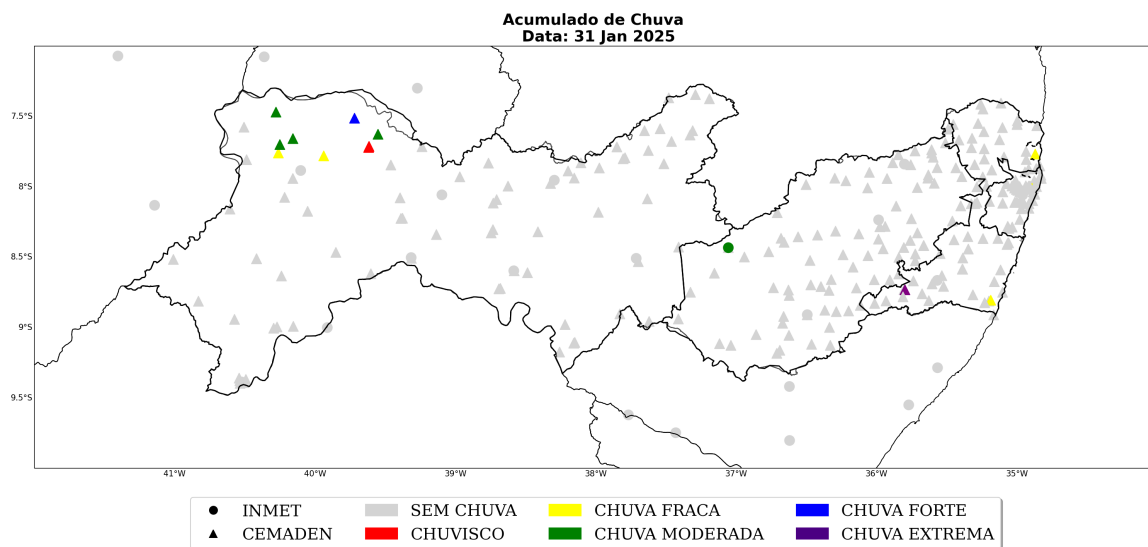 Acumulado de Chuva
Data: 31 Jan 2025
7.5°S
8°S
8.5°S
9°S
9.5°S
41°W 40°W 39°W 38°W 37°W 36°W 35°W
INMET SEM CHUVA CHUVA FRACA CHUVA FORTE
CEMADEN CHUVISCO CHUVA MODERADA CHUVA EXTREMA